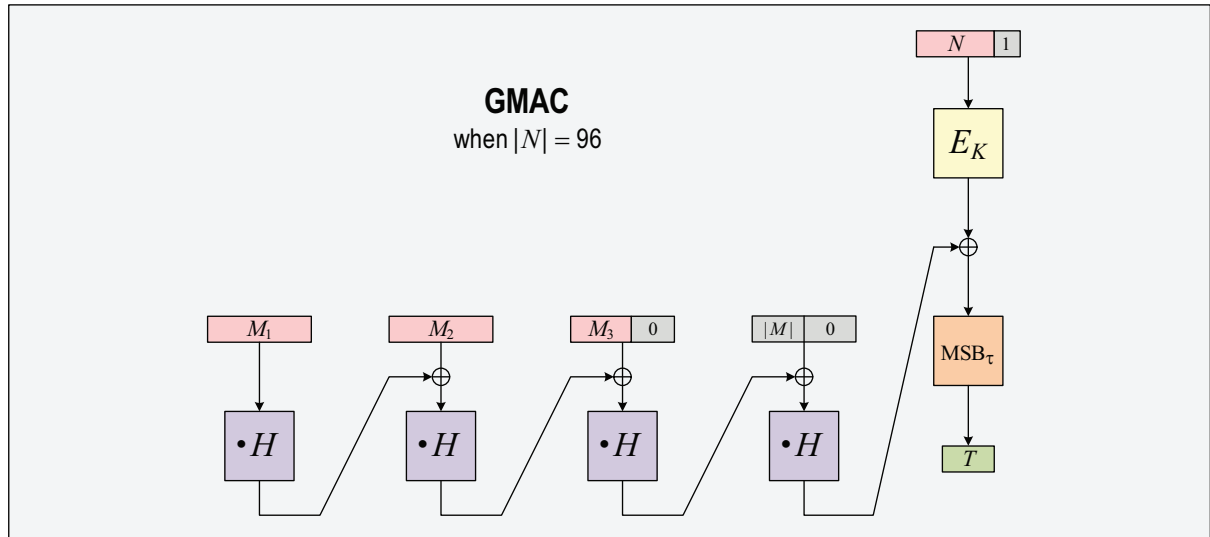 N 1
GMAC
when |N| = 96
E_K
M_1 M_2 M_3 0 |M| 0
MSB_τ
• H • H • H • H
T